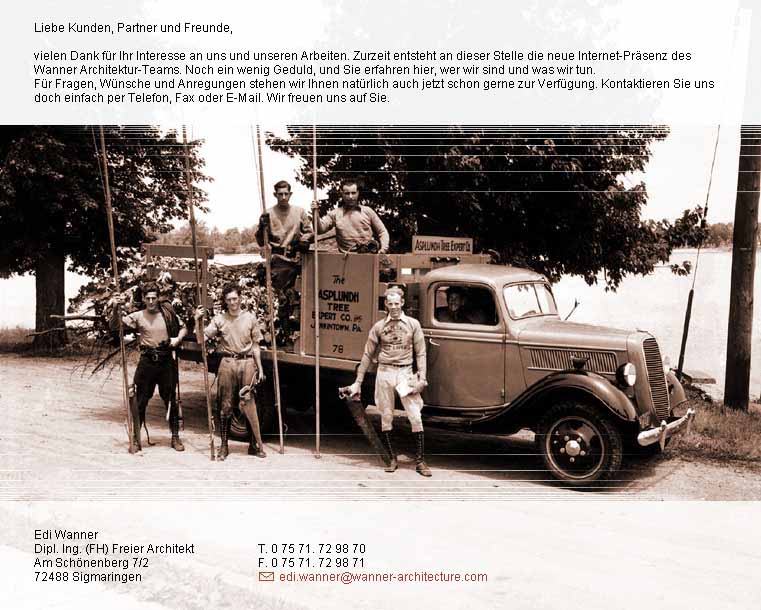 Liebe Kunden, Partner und Freunde,
vielen Dank für Ihr Interesse an uns und unseren Arbeiten. Zurzeit entsteht an dieser Stelle die neue Internet-Präsenz des
Wanner Architektur-Teams. Noch ein wenig Geduld, und Sie erfahren hier, wer wir sind und was wir tun.
Für Fragen, Wünsche und Anregungen stehen wir Ihnen natürlich auch jetzt schon gerne zur Verfügung. Kontaktieren Sie uns
doch einfach per Telefon, Fax oder E-Mail. Wir freuen uns auf Sie.
ASPLUNDH TREE EXPERT CO.
The
ASPLUNDH
TREE
EXPERT CO.
JENKINTOWN, PA.
78
Edi Wanner
Dipl. Ing. (FH) Freier Architekt
Am Schönenberg 7/2
72488 Sigmaringen
T. 0 75 71. 72 98 70
F. 0 75 71. 72 98 71
edi.wanner@wanner-architecture.com